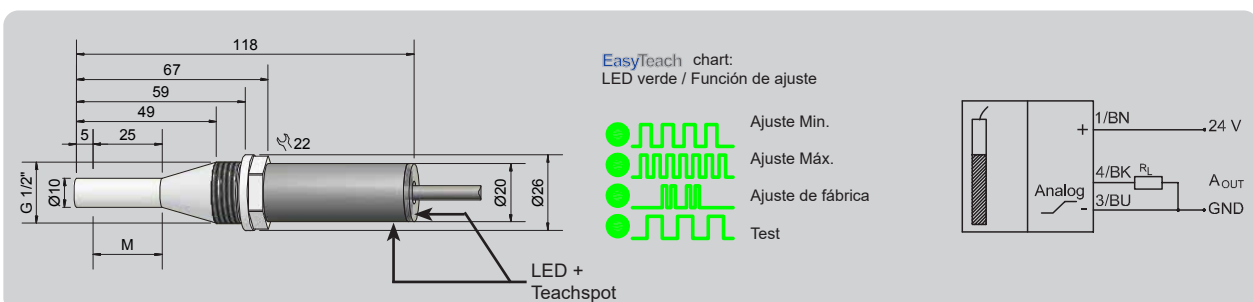 118
67
59
49
5 25
22
G 1/2"
Ø10
Ø20
Ø26
M
LED +
Teachspot
EasyTeach chart:
LED verde / Función de ajuste
Ajuste Min.
Ajuste Máx.
Ajuste de fábrica
Test
+ 1/BN 24 V
4/BK RL AOUT
Analog
- 3/BU GND